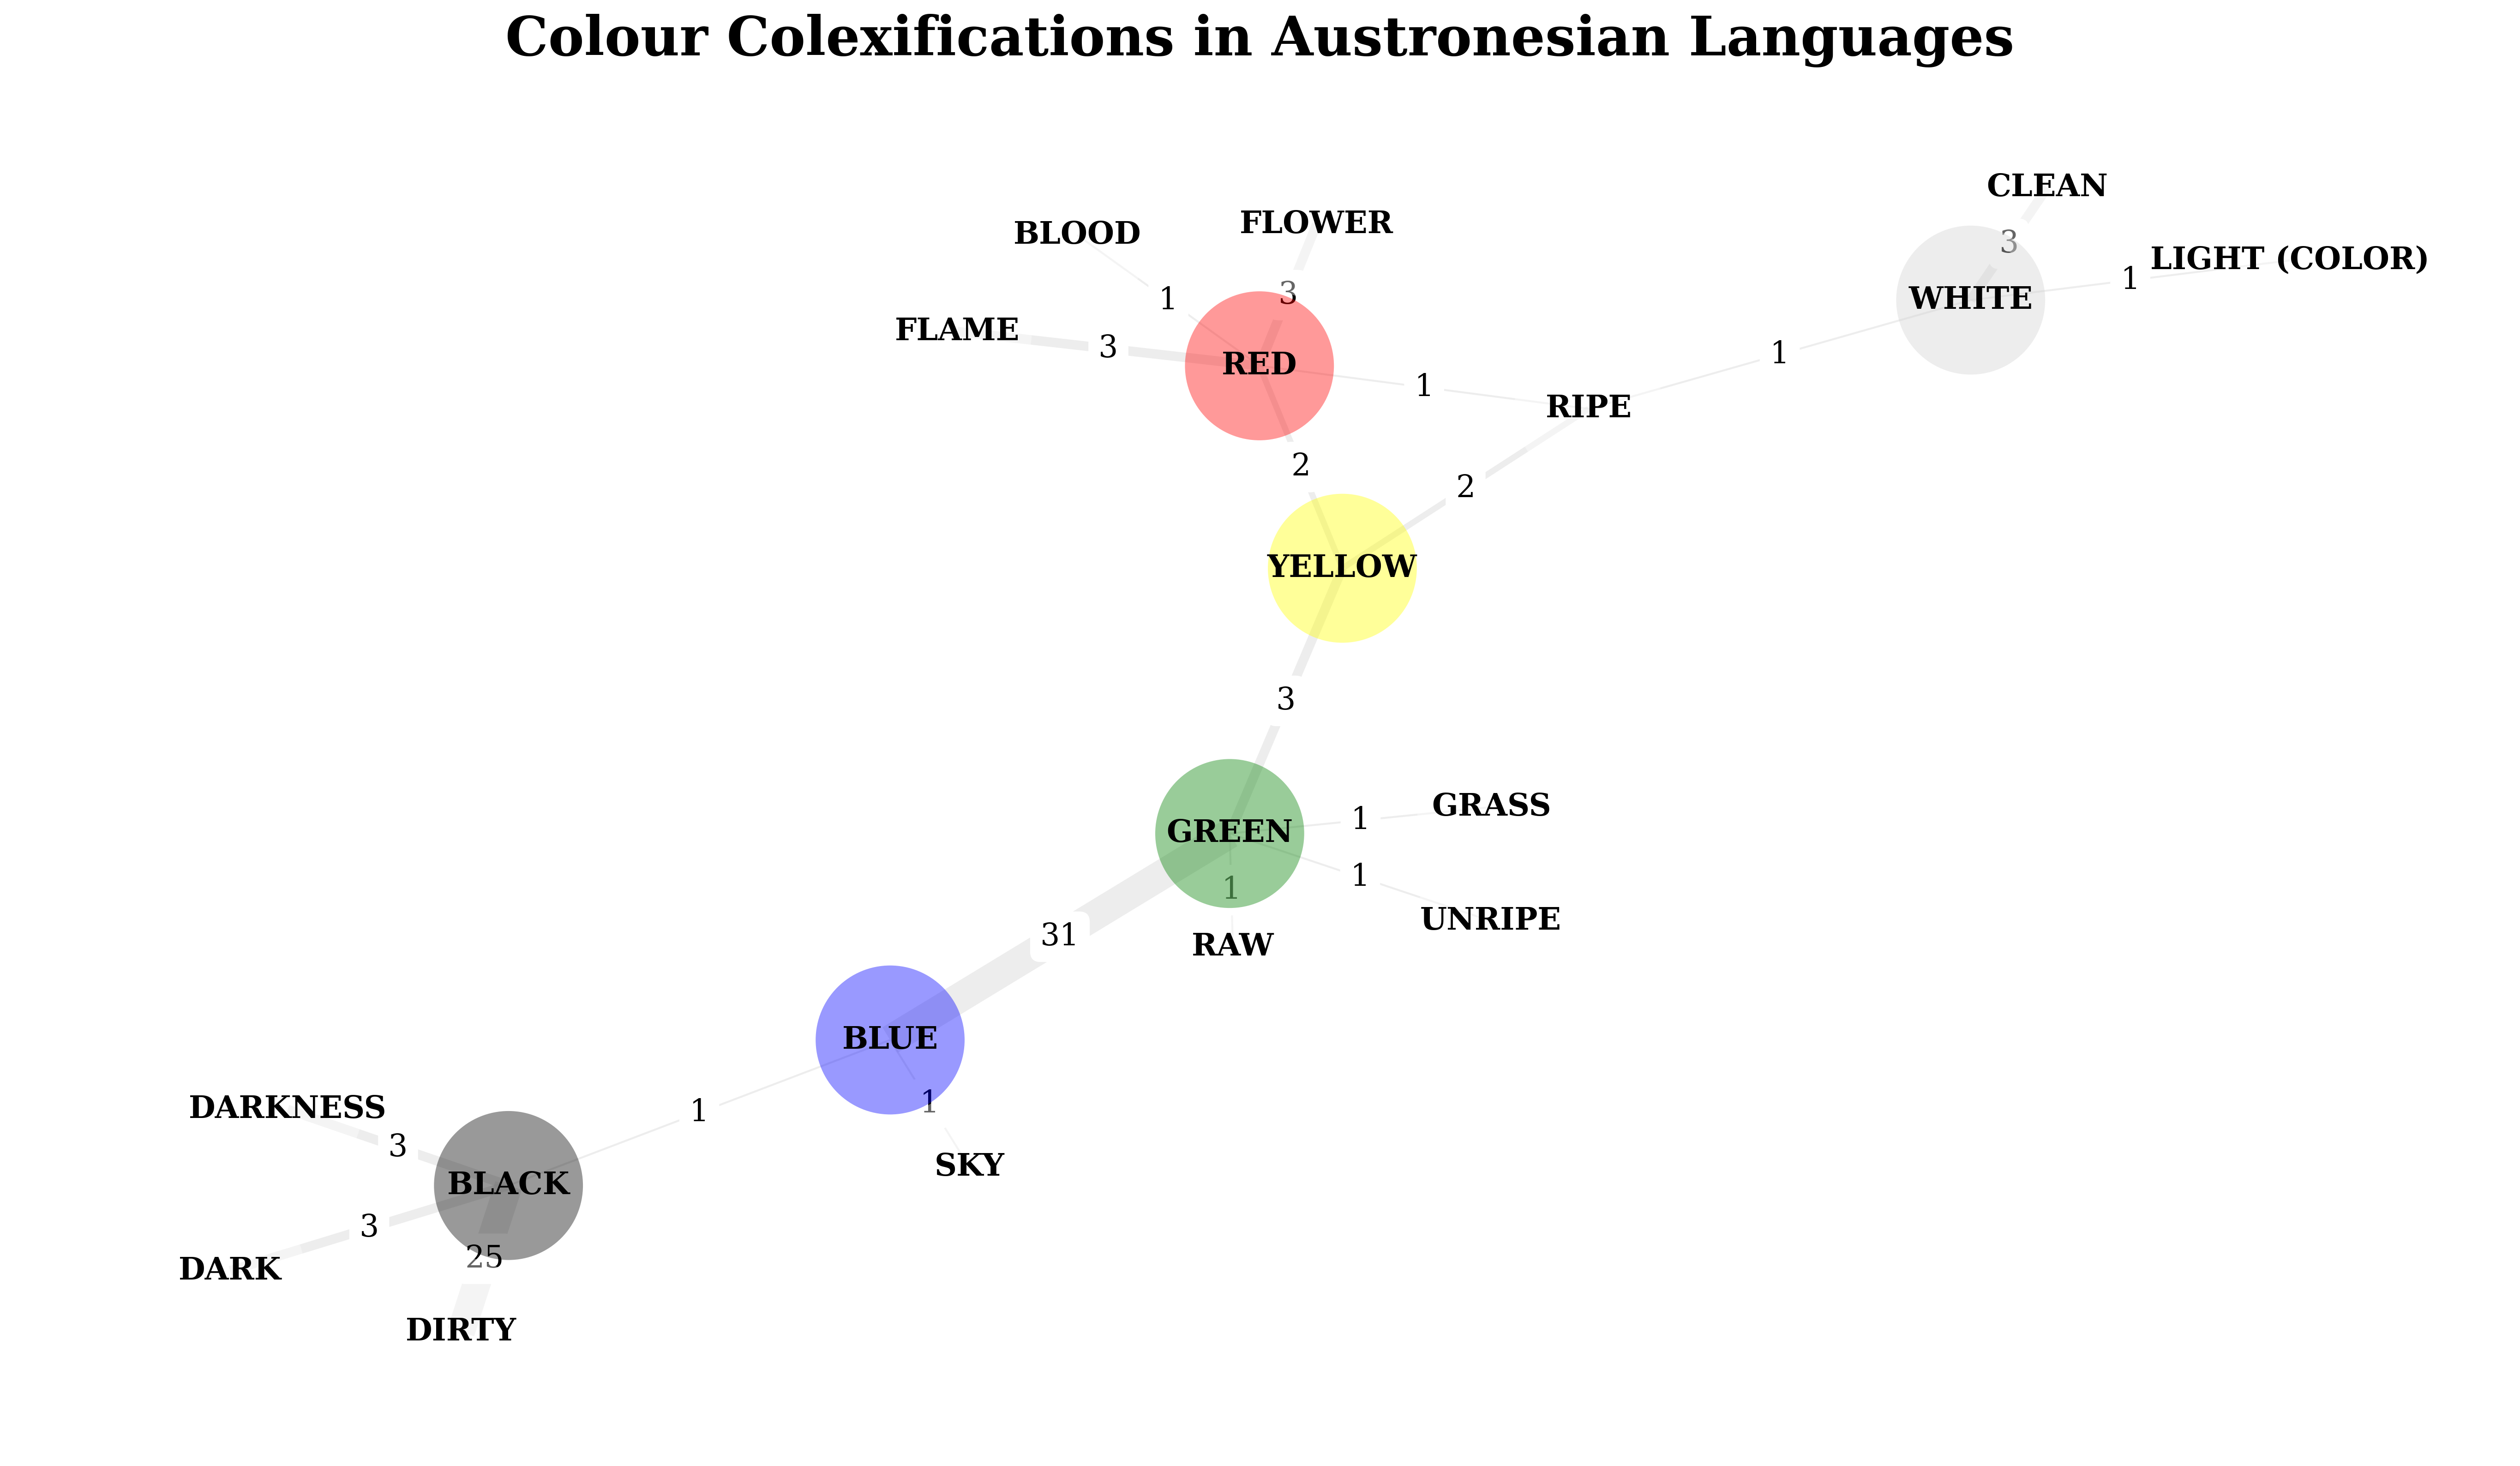 Colour Colexifications in Austronesian Languages
CLEAN
FLOWER
BLOOD
3
LIGHT (COLOR)
1
3
1
WHITE
FLAME
3
RED
1
1
RIPE
2
2
YELLOW
3
GRASS
1
GREEN
1
1
UNRIPE
31
RAW
BLUE
1
DARKNESS
1
3
SKY
BLACK
3
25
DARK
DIRTY